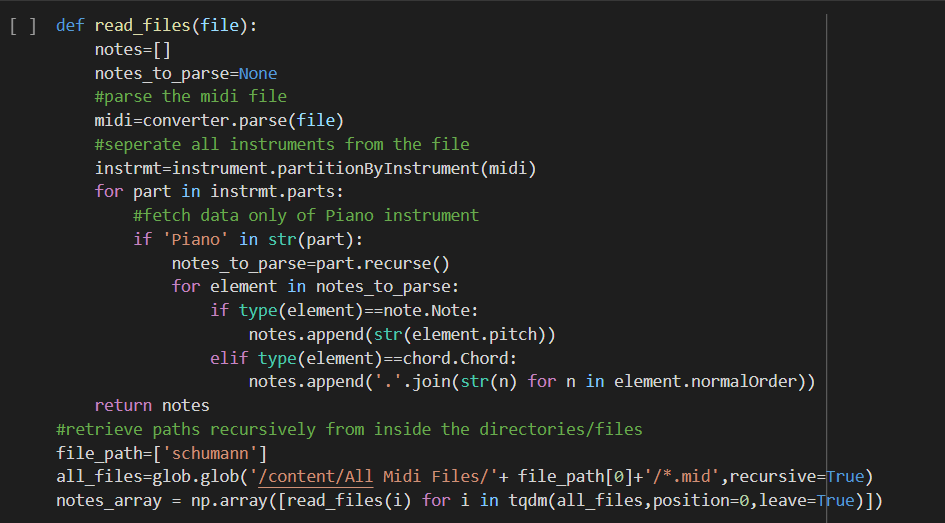 [ ] def read_files(file):
    notes=[]
    notes_to_parse=None
    #parse the midi file
    midi=converter.parse(file)
    #seperate all instruments from the file
    instrmt=instrument.partitionByInstrument(midi)
    for part in instrmt.parts:
        #fetch data only of Piano instrument
        if 'Piano' in str(part):
            notes_to_parse=part.recurse()
            for element in notes_to_parse:
                if type(element)==note.Note:
                    notes.append(str(element.pitch))
                elif type(element)==chord.Chord:
                    notes.append('.'.join(str(n) for n in element.normalOrder))
    return notes
#retrieve paths recursively from inside the directories/files
file_path=['schumann']
all_files=glob.glob('/content/All Midi Files/'+ file_path[0]+'/*.mid',recursive=True)
notes_array = np.array([read_files(i) for i in tqdm(all_files,position=0,leave=True)])